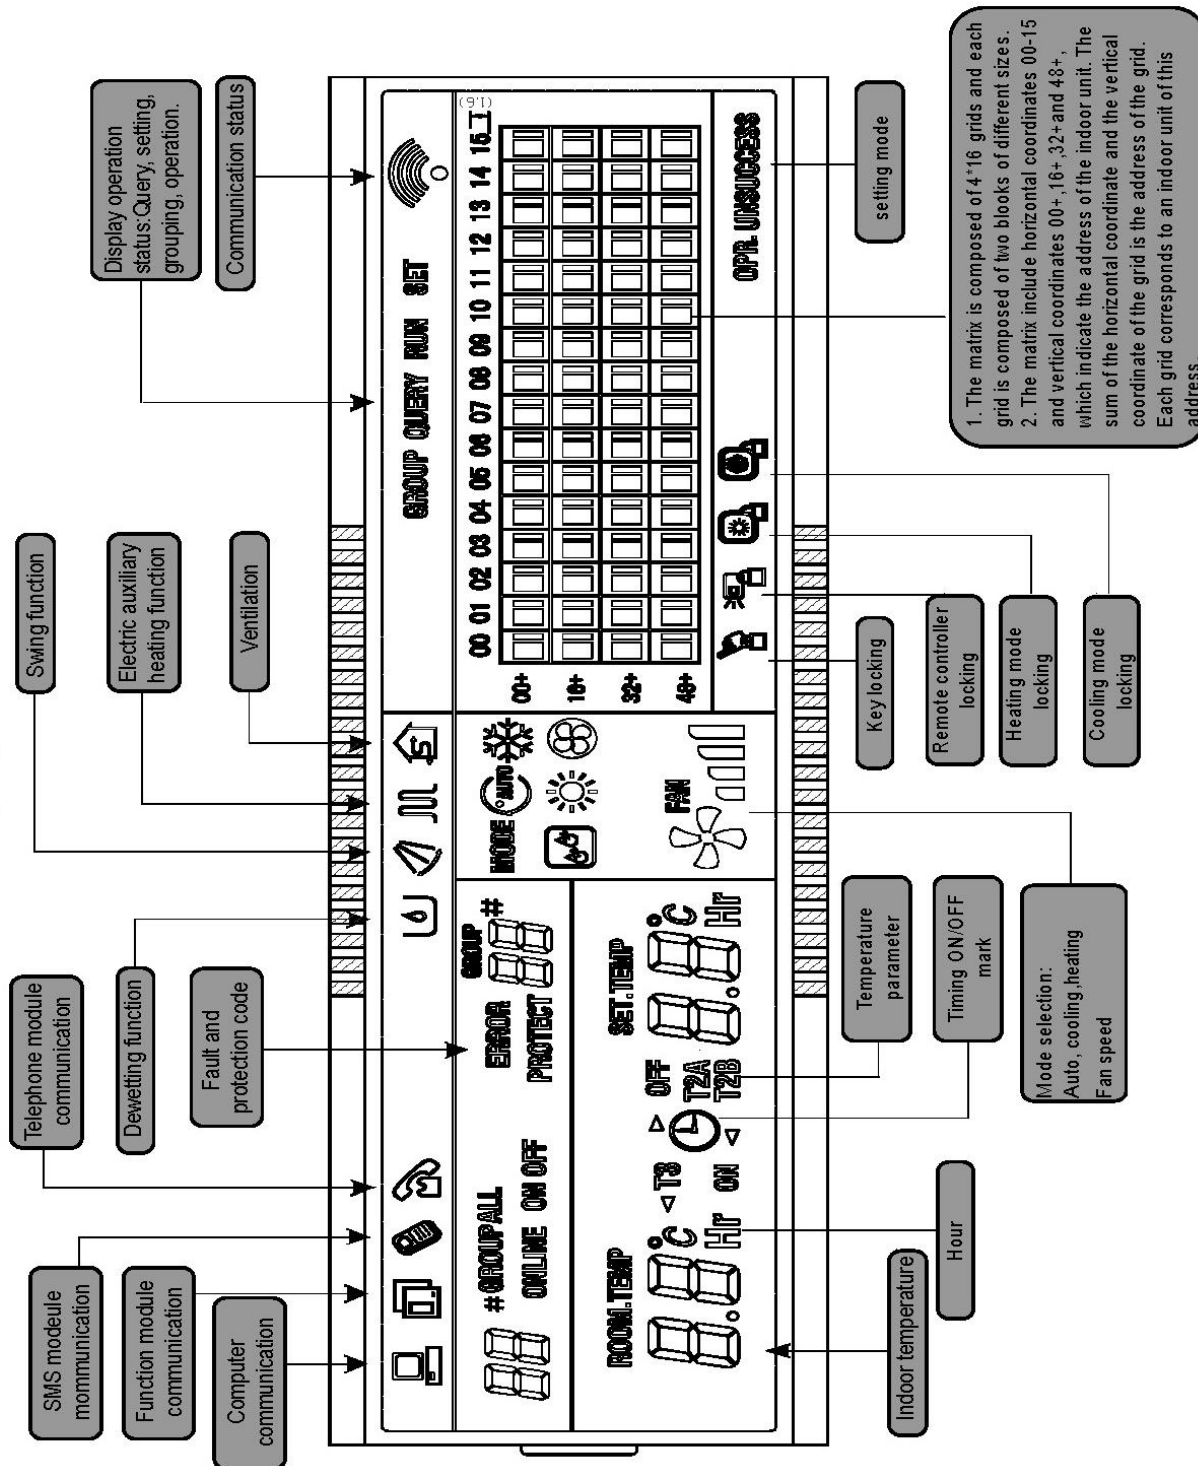 SMS modeule
mommunication
Function module
communication
Computer
communication
Telephone module
communication
Dewetting function
Fault and
protection code
Swing function
Electric auxiliary
heating function
Ventilation
Display operation
status:Query, setting,
grouping, operation.
Communication status
GROUP QUERY RUN SET
#GROUP ALL
ONLINE ON OFF
ERROR
PROTECT
GROUP
#
MODE
AUTO
FAN
00 01 02 03 04 05 06 07 08 09 10 11 12 13 14 15
(1.6)
00+
16+
32+
48+
OPR. UNSUCCESS
ROOM.TEMP
°C
Hr
T3
ON
OFF
T2A
T2B
SET.TEMP
°C
Hr
Indoor temperature
Hour
Temperature
parameter
Timing ON/OFF
mark
Mode selection:
Auto, cooling,heating
Fan speed
Key locking
Remote controller
locking
Heating mode
locking
Cooling mode
locking
setting mode
1. The matrix is composed of 4*16 grids and each
grid is composed of two blooks of different sizes.
2. The matrix include horizontal coordinates 00-15
and vertical coordinates 00+,16+,32+and 48+,
which indicate the address of the indoor unit. The
sum of the horizontal coordinate and the vertical
coordinate of the grid is the address of the grid.
Each grid corresponds to an indoor unit of this
address.